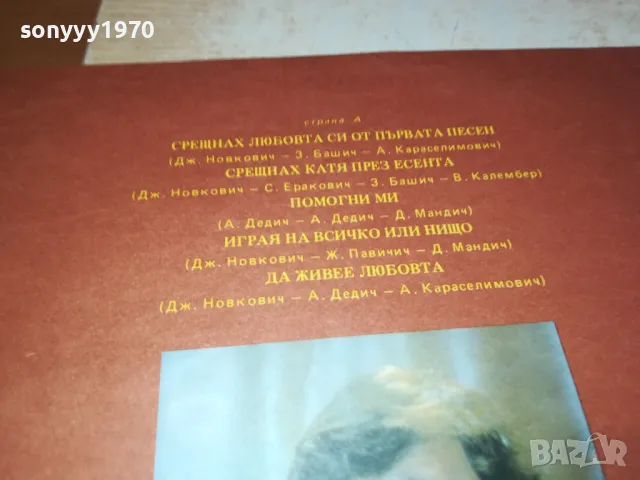 sonyyy1970
страна А
СРЕЩНАХ ЛЮБОВТА СИ ОТ ПЪРВАТА ПЕСЕН
(Дж. Новкович – З. Башич – А. Караселимович)
СРЕЩНАХ КАТЯ ПРЕЗ ЕСЕНТА
(Дж. Новкович – С. Еракович – З. Башич – В. Калембер)
ПОМОГНИ МИ
(А. Дедич – А. Дедич – Д. Мандич)
ИГРАЯ НА ВСИЧКО ИЛИ НИЩО
(Дж. Новкович – Ж. Павичич – Д. Мандич)
ДА ЖИВЕЕ ЛЮБОВТА
(Дж. Новкович – А. Дедич – А. Караселимович)
BAZAR